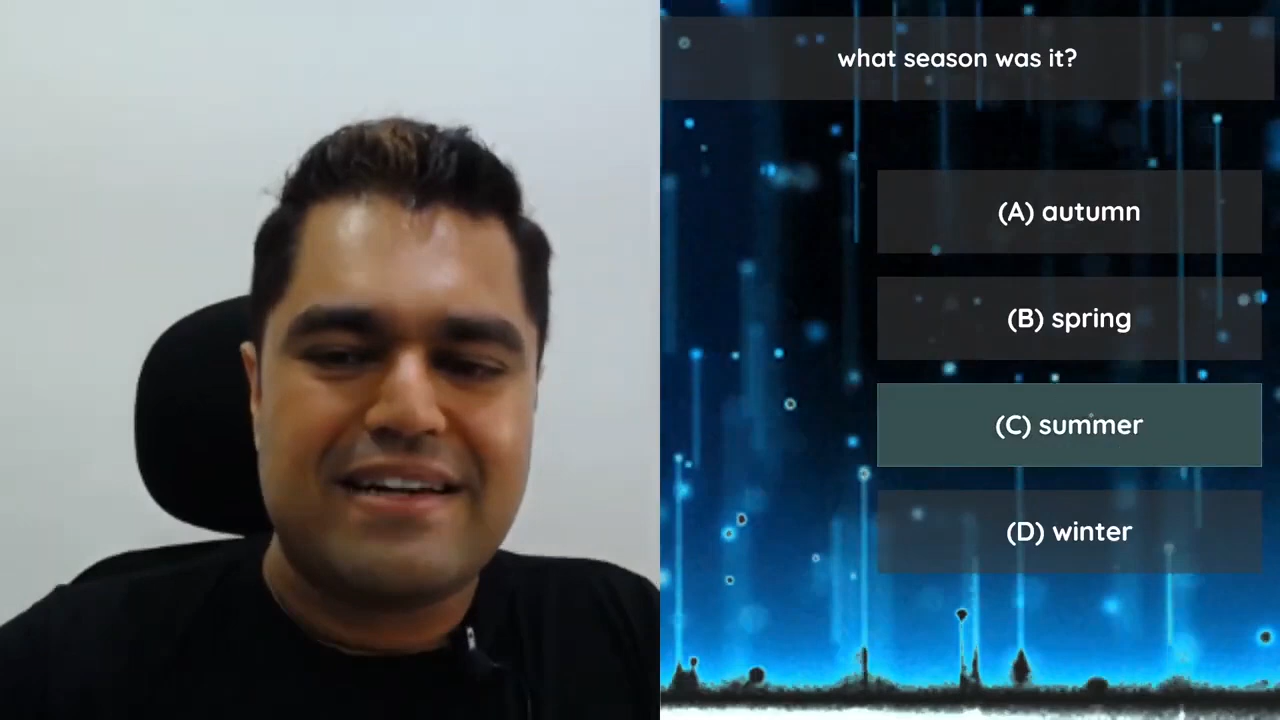 what season was it?
(A) autumn
(B) spring
(C) summer
(D) winter